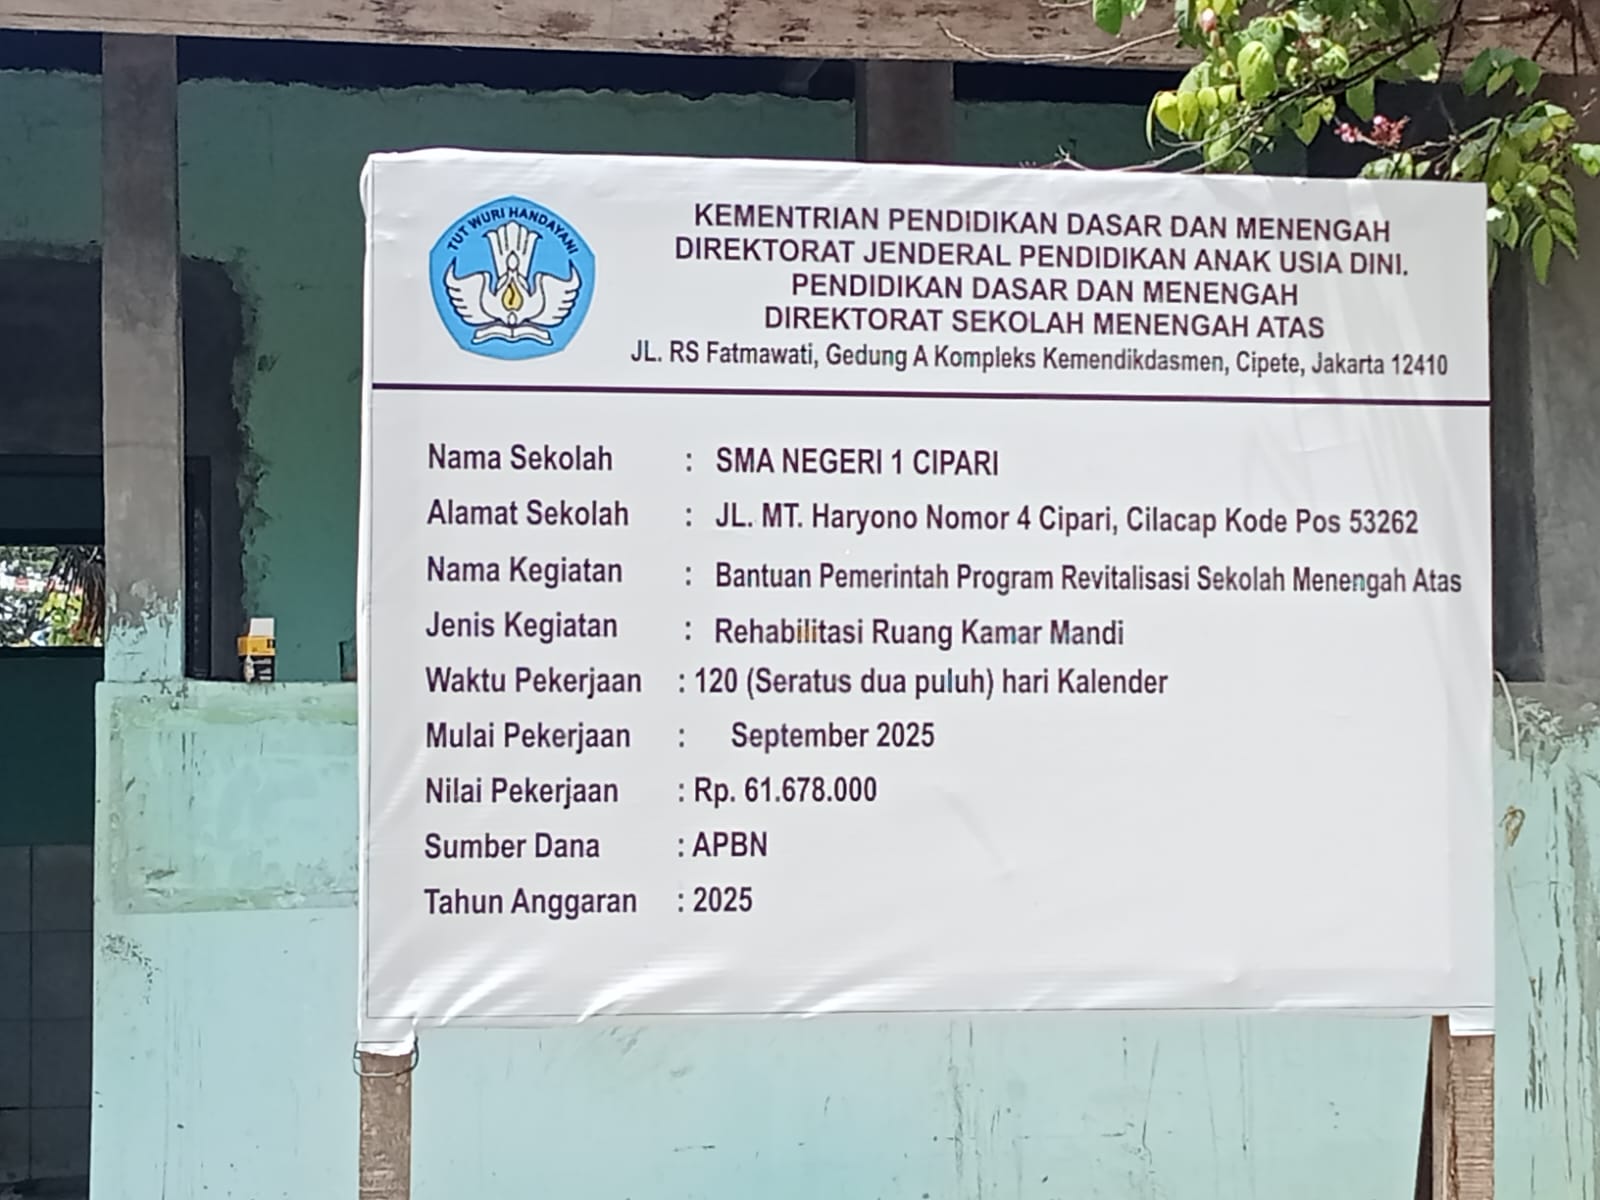 TUT WURI HANDAYANI
KEMENTRIAN PENDIDIKAN DASAR DAN MENENGAH
DIREKTORAT JENDERAL PENDIDIKAN ANAK USIA DINI.
PENDIDIKAN DASAR DAN MENENGAH
DIREKTORAT SEKOLAH MENENGAH ATAS
JL. RS Fatmawati, Gedung A Kompleks Kemendikdasmen, Cipete, Jakarta 12410
Nama Sekolah : SMA NEGERI 1 CIPARI
Alamat Sekolah : JL. MT. Haryono Nomor 4 Cipari, Cilacap Kode Pos 53262
Nama Kegiatan : Bantuan Pemerintah Program Revitalisasi Sekolah Menengah Atas
Jenis Kegiatan : Rehabilitasi Ruang Kamar Mandi
Waktu Pekerjaan : 120 (Seratus dua puluh) hari Kalender
Mulai Pekerjaan : September 2025
Nilai Pekerjaan : Rp. 61.678.000
Sumber Dana : APBN
Tahun Anggaran : 2025